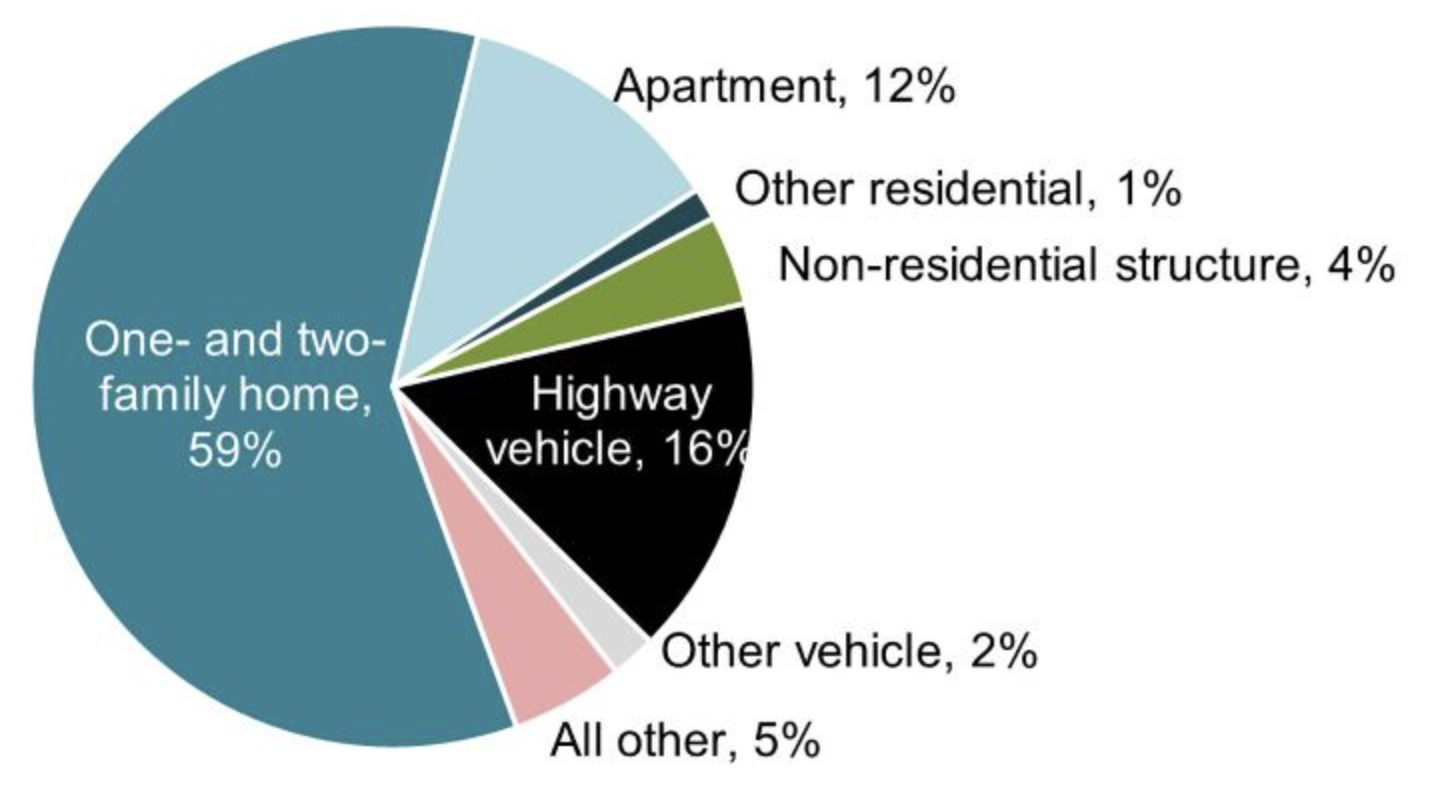 Apartment, 12%
Other residential, 1%
Non-residential structure, 4%
One- and two-
family home,
59%
Highway
vehicle, 16%
Other vehicle, 2%
All other, 5%